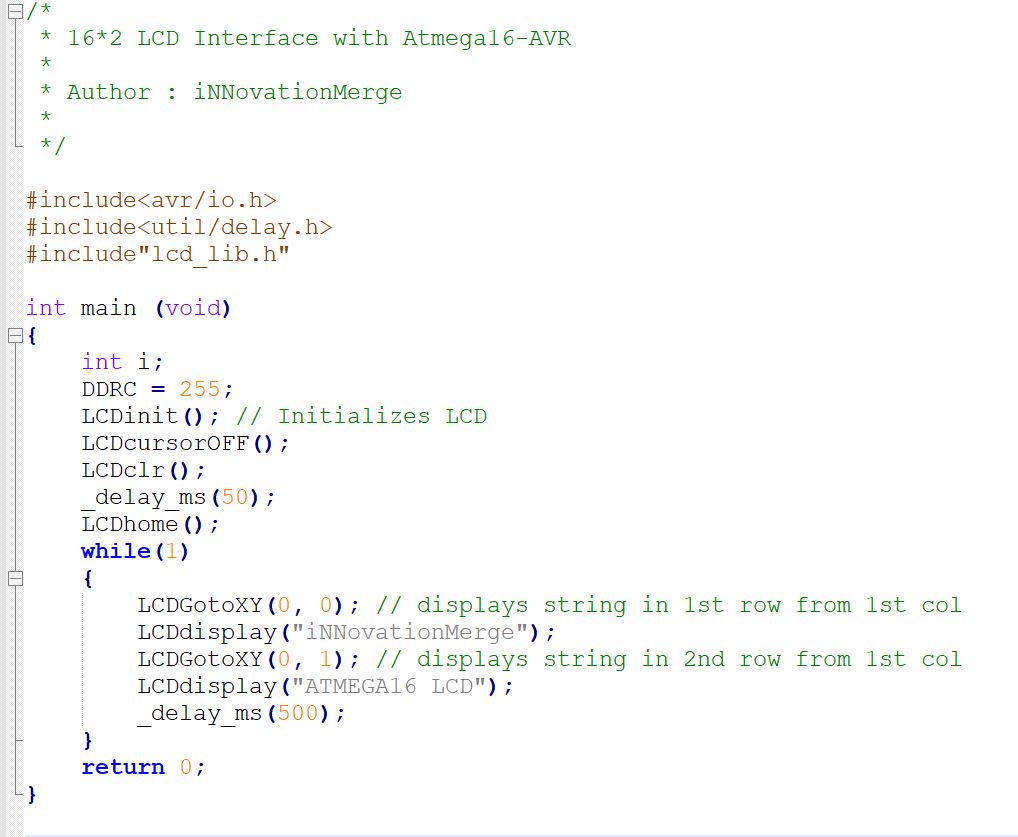 /*
 * 16*2 LCD Interface with Atmega16-AVR
 *
 * Author : iNNovationMerge
 *
 */

#include<avr/io.h>
#include<util/delay.h>
#include"lcd_lib.h"

int main (void)
{
    int i;
    DDRC = 255;
    LCDinit(); // Initializes LCD
    LCDcursorOFF();
    LCDclr();
    _delay_ms(50);
    LCDhome();
    while(1)
    {
        LCDGotoXY(0, 0); // displays string in 1st row from 1st col
        LCDdisplay("iNNovationMerge");
        LCDGotoXY(0, 1); // displays string in 2nd row from 1st col
        LCDdisplay("ATMEGA16 LCD");
        _delay_ms(500);
    }
    return 0;
}